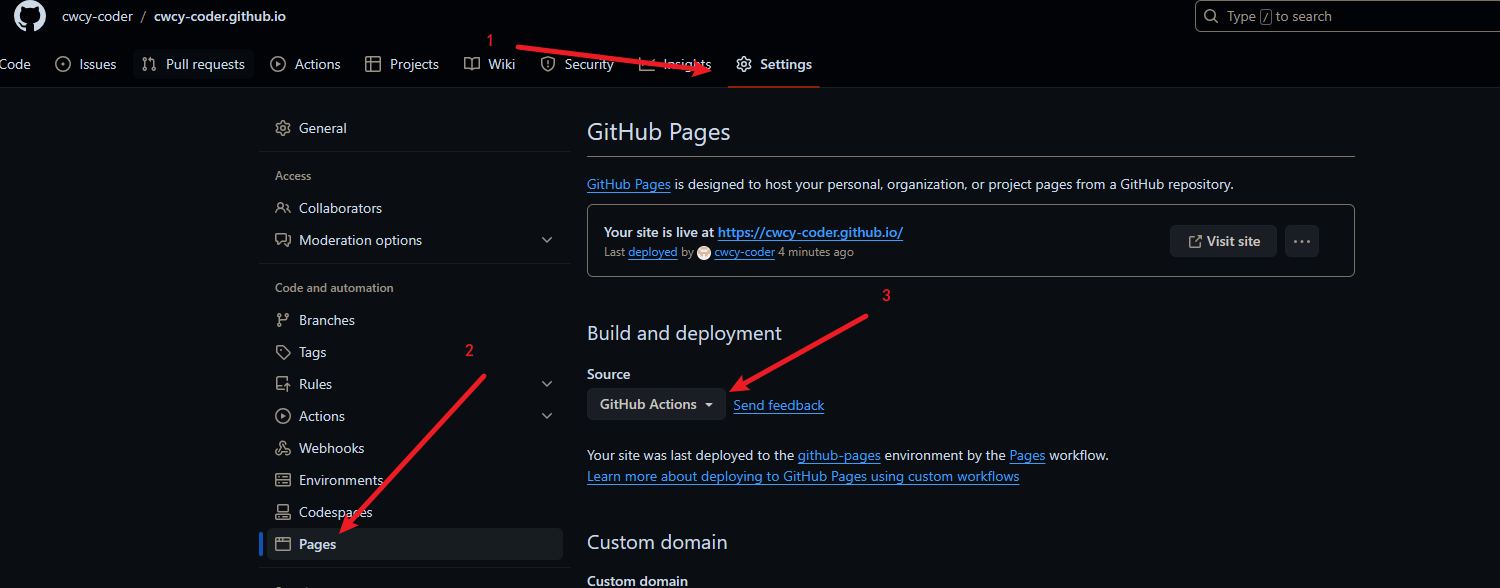 cwcy-coder / cwcy-coder.github.io
Type / to search
Code Issues Pull requests Actions Projects Wiki Security Insights Settings
1
General
Access
Collaborators
Moderation options
Code and automation
Branches
Tags
2
Rules
Actions
Webhooks
Environments
Codespaces
Pages
GitHub Pages
GitHub Pages is designed to host your personal, organization, or project pages from a GitHub repository.
Your site is live at https://cwcy-coder.github.io/
Last deployed by cwcy-coder 4 minutes ago
Visit site
3
Build and deployment
Source
GitHub Actions
Send feedback
Your site was last deployed to the github-pages environment by the Pages workflow.
Learn more about deploying to GitHub Pages using custom workflows
Custom domain
Custom domain